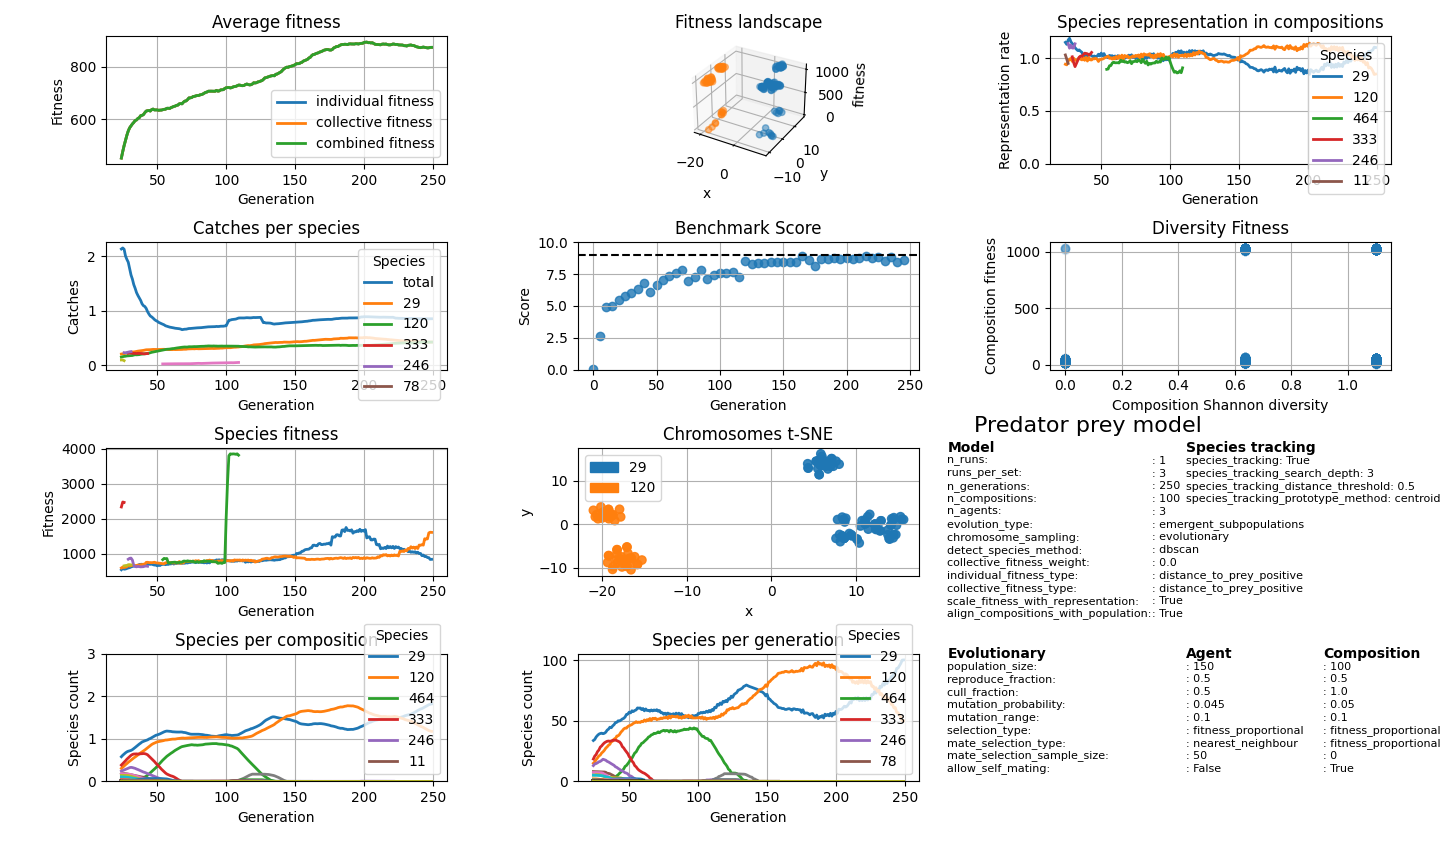 Average fitness
Fitness
800
600
individual fitness
collective fitness
combined fitness
50 100 150 200 250
Generation
Fitness landscape
1000
500
0
fitness
−20
0
x
−10
0
10
y
Species representation in compositions
Representation rate
1.0
0.5
0.0
Species
29
120
464
333
246
11
50 100 150 200 250
Generation
Catches per species
Catches
2
1
0
Species
total
29
120
333
246
78
50 100 150 200 250
Generation
Benchmark Score
Score
10.0
7.5
5.0
2.5
0.0
0 50 100 150 200 250
Generation
Diversity Fitness
Composition fitness
1000
500
0
0.0 0.2 0.4 0.6 0.8 1.0
Composition Shannon diversity
Species fitness
Fitness
4000
3000
2000
1000
50 100 150 200 250
Generation
Chromosomes t-SNE
y
10
0
−10
29
120
−20 −10 0 10
x
Predator prey model
Model
n_runs: : 1
runs_per_set: : 3
n_generations: : 250
n_compositions: : 100
n_agents: : 3
evolution_type: : emergent_subpopulations
chromosome_sampling: : evolutionary
detect_species_method: : dbscan
collective_fitness_weight: : 0.0
individual_fitness_type: : distance_to_prey_positive
collective_fitness_type: : distance_to_prey_positive
scale_fitness_with_representation: : True
align_compositions_with_population: : True
Species tracking
species_tracking: True
species_tracking_search_depth: 3
species_tracking_distance_threshold: 0.5
species_tracking_prototype_method: centroid
Species per composition
Species count
3
2
1
0
Species
29
120
464
333
246
11
50 100 150 200 250
Generation
Species per generation
Species count
100
50
0
Species
29
120
464
333
246
78
50 100 150 200 250
Generation
Evolutionary Agent Composition
population_size: : 150 : 100
reproduce_fraction: : 0.5 : 0.5
cull_fraction: : 0.5 : 1.0
mutation_probability: : 0.045 : 0.05
mutation_range: : 0.1 : 0.1
selection_type: : fitness_proportional : fitness_proportional
mate_selection_type: : nearest_neighbour : fitness_proportional
mate_selection_sample_size: : 50 : 0
allow_self_mating: : False : True